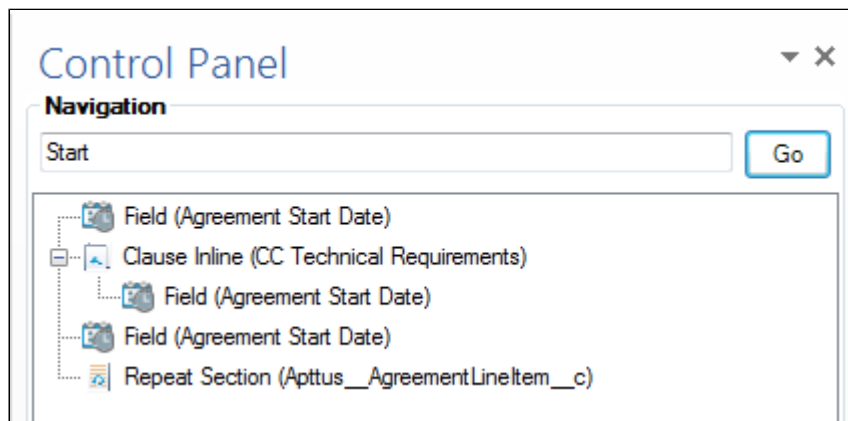 Control Panel
Navigation
Start
Go
Field (Agreement Start Date)
Clause Inline (CC Technical Requirements)
Field (Agreement Start Date)
Field (Agreement Start Date)
Repeat Section (Apttus__AgreementLineItem__c)